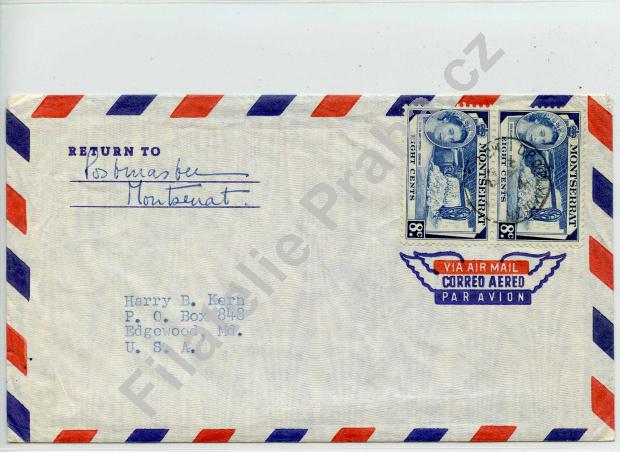 RETURN TO
Postmaster
Montserrat.
MONTSERRAT
EIGHT CENTS
8c
MONTSERRAT
EIGHT CENTS
8c
VIA AIR MAIL
CORREO AEREO
PAR AVION
Harry B. Kern
P. O. Box 848
Edgewood, Md.
U. S. A.
Filatelie Praha.cz